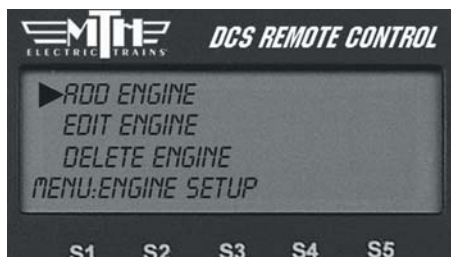 MTH
ELECTRIC TRAINS
DCS REMOTE CONTROL
ADD ENGINE
EDIT ENGINE
DELETE ENGINE
MENU:ENGINE SETUP
S1 S2 S3 S4 S5